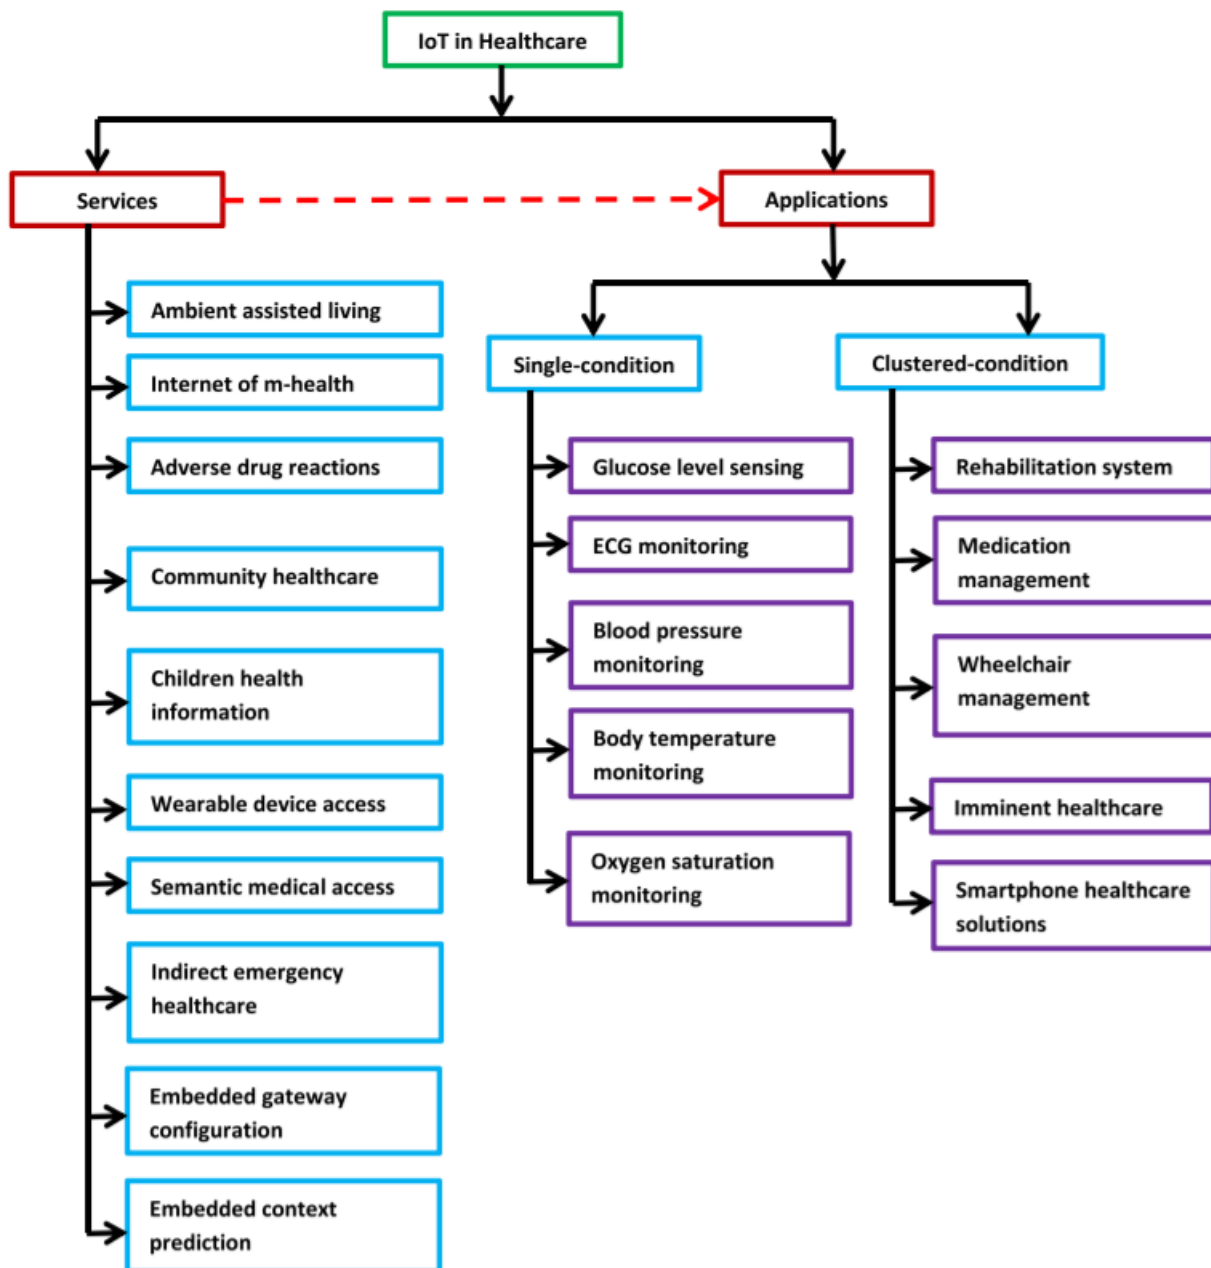 IoT in Healthcare
Services
Applications
Ambient assisted living
Internet of m-health
Adverse drug reactions
Community healthcare
Children health
information
Wearable device access
Semantic medical access
Indirect emergency
healthcare
Embedded gateway
configuration
Embedded context
prediction
Single-condition
Glucose level sensing
ECG monitoring
Blood pressure
monitoring
Body temperature
monitoring
Oxygen saturation
monitoring
Clustered-condition
Rehabilitation system
Medication
management
Wheelchair
management
Imminent healthcare
Smartphone healthcare
solutions